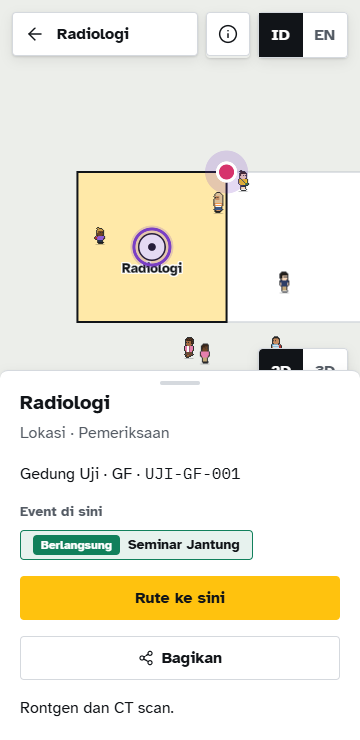 Radiologi
ID EN
Radiologi
Radiologi
Lokasi · Pemeriksaan
Gedung Uji · GF · UJI-GF-001
Event di sini
Berlangsung Seminar Jantung
Rute ke sini
Bagikan
Rontgen dan CT scan.